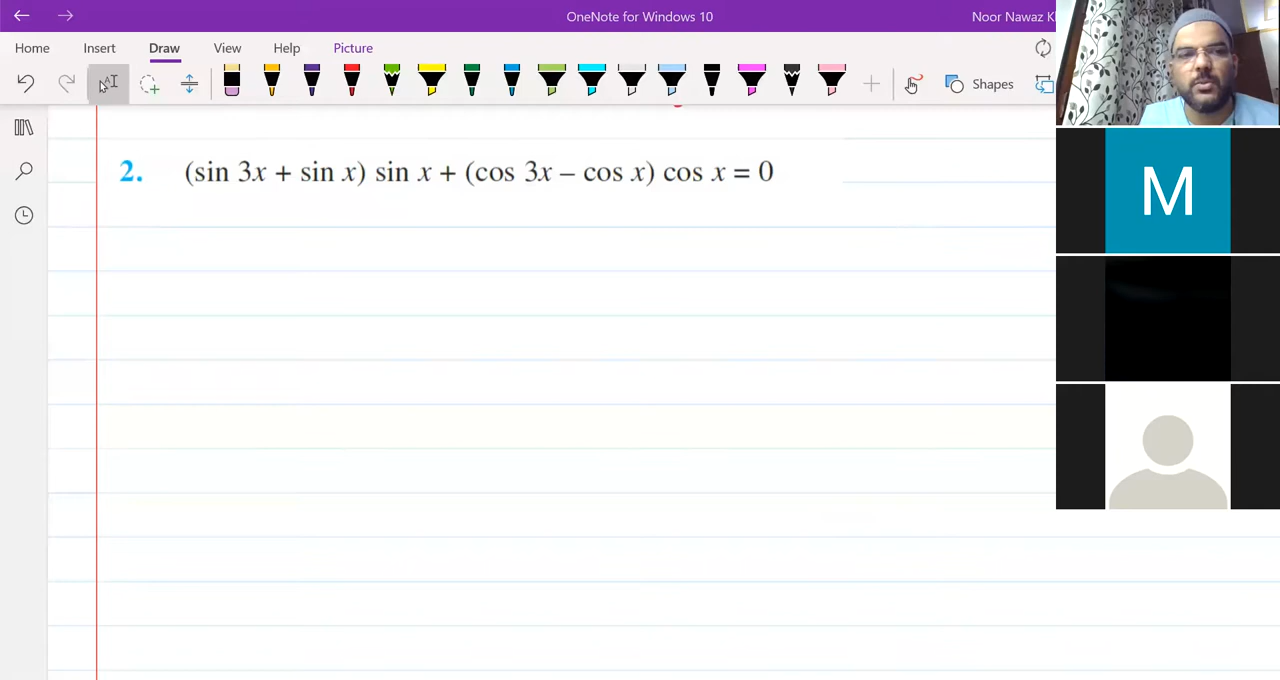 OneNote for Windows 10
Noor Nawaz Kh
Home Insert Draw View Help Picture
Shapes
2. (sin 3x + sin x) sin x + (cos 3x – cos x) cos x = 0
M